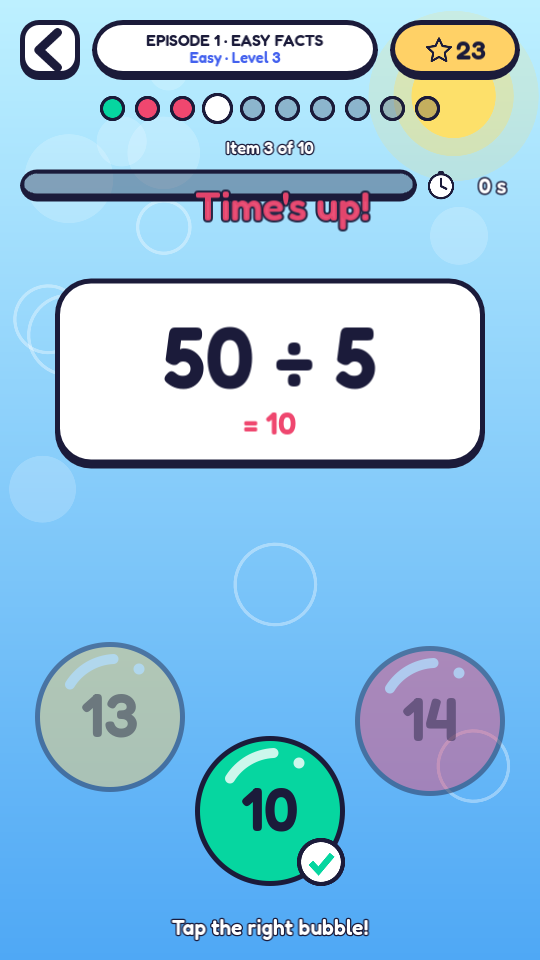 EPISODE 1 · EASY FACTS
Easy · Level 3
23
Item 3 of 10
0 s
Time's up!
50 ÷ 5
= 10
13
14
10
Tap the right bubble!